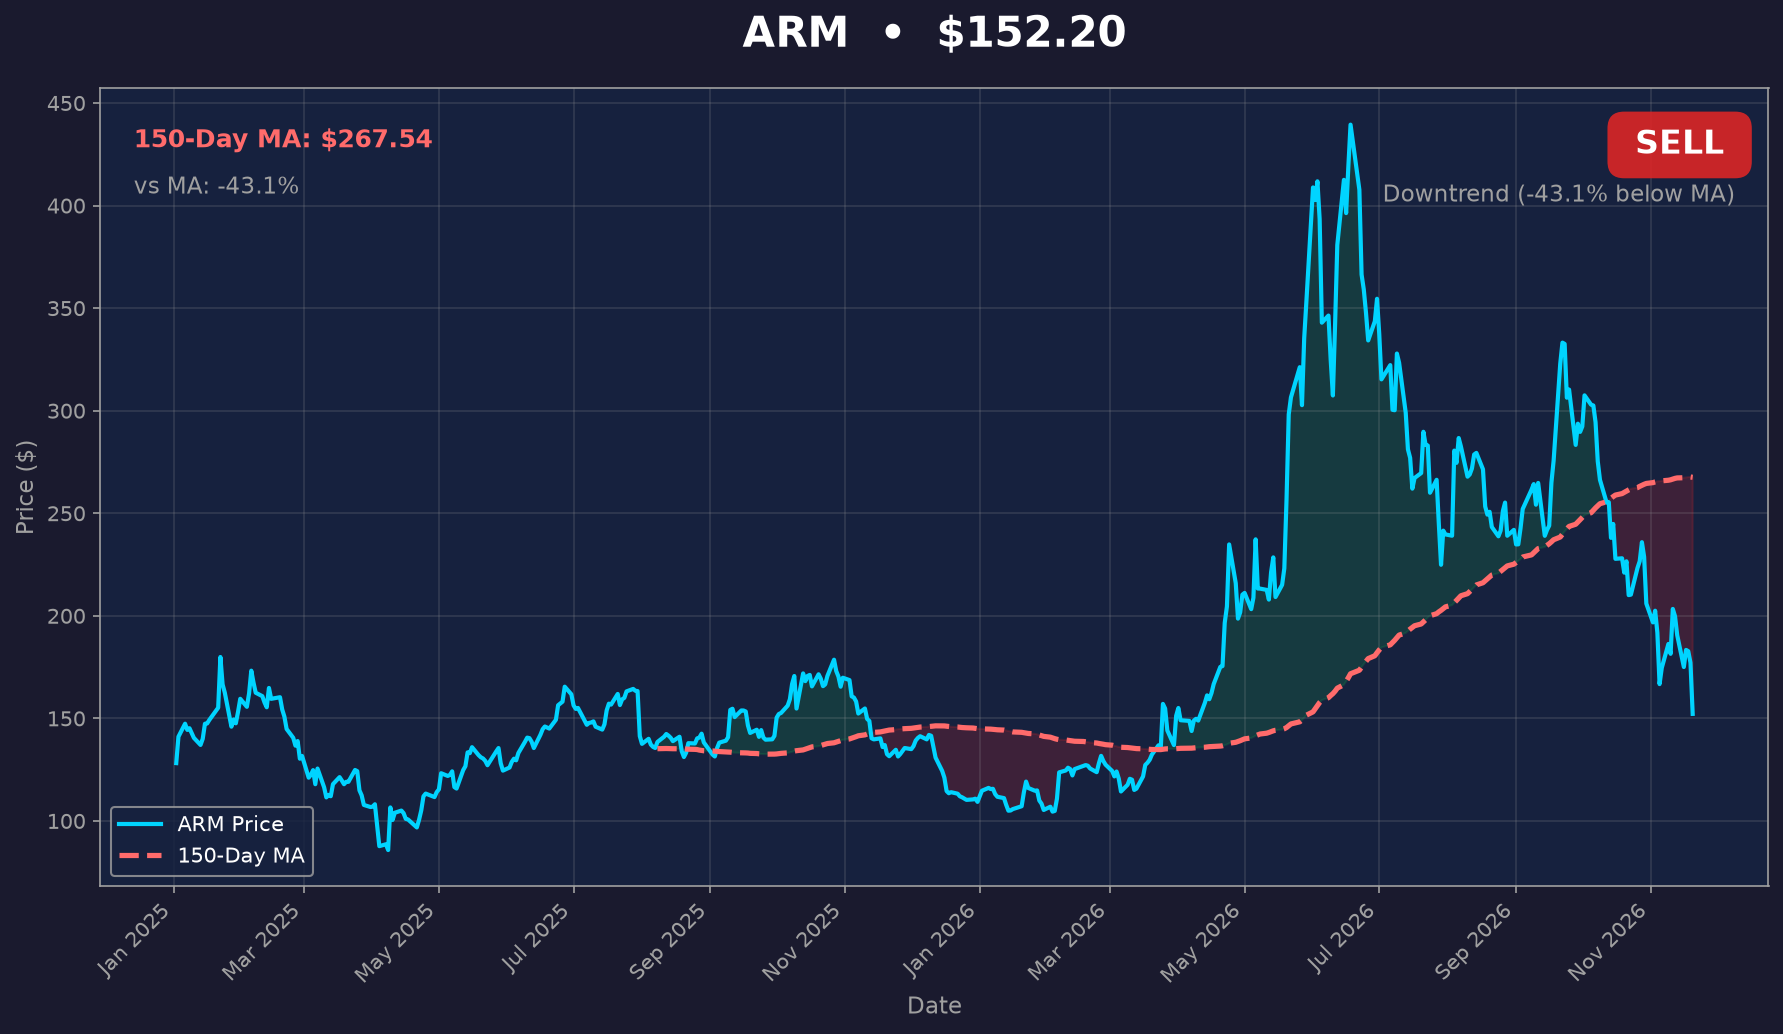 ARM • $152.20
150-Day MA: $267.54
vs MA: -43.1%
SELL
Downtrend (-43.1% below MA)
Price ($)
450
400
350
300
250
200
150
100
ARM Price
150-Day MA
Jan 2025
Mar 2025
May 2025
Jul 2025
Sep 2025
Nov 2025
Jan 2026
Mar 2026
May 2026
Jul 2026
Sep 2026
Nov 2026
Date